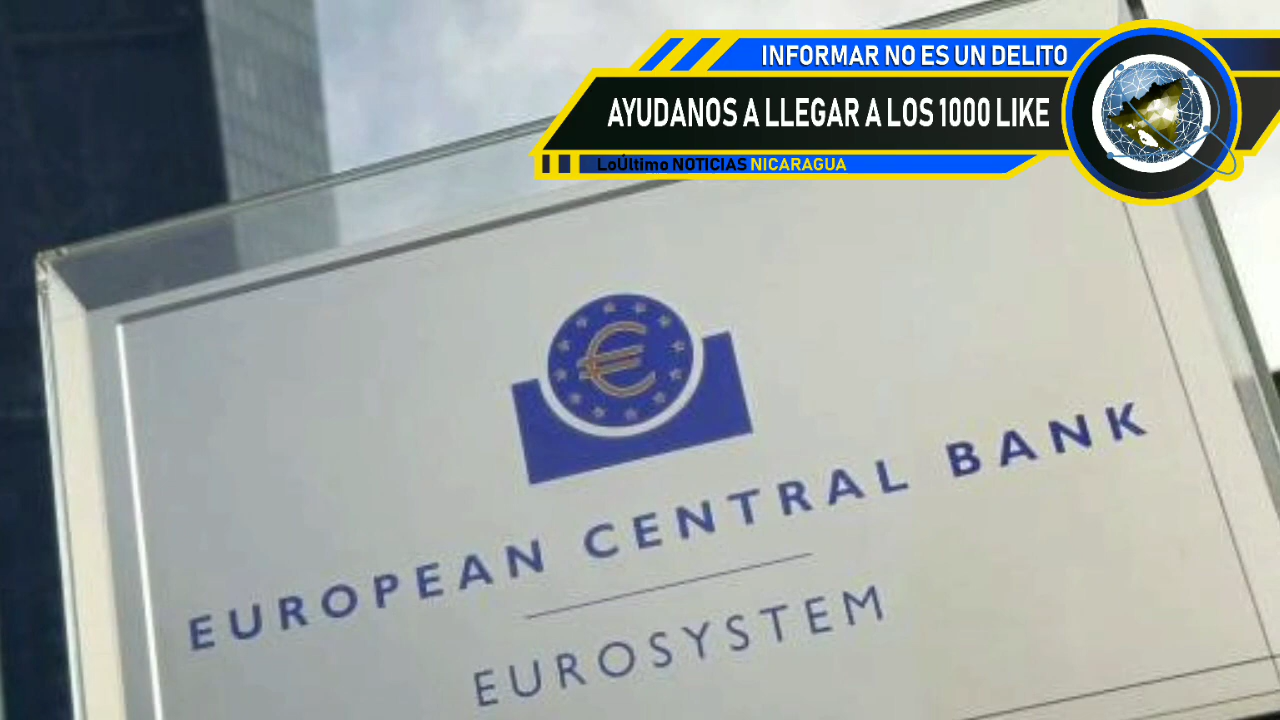 INFORMAR NO ES UN DELITO
AYUDANOS A LLEGAR A LOS 1000 LIKE
LoÚltimo NOTICIAS NICARAGUA
€
EUROPEAN CENTRAL BANK
EUROSYSTEM